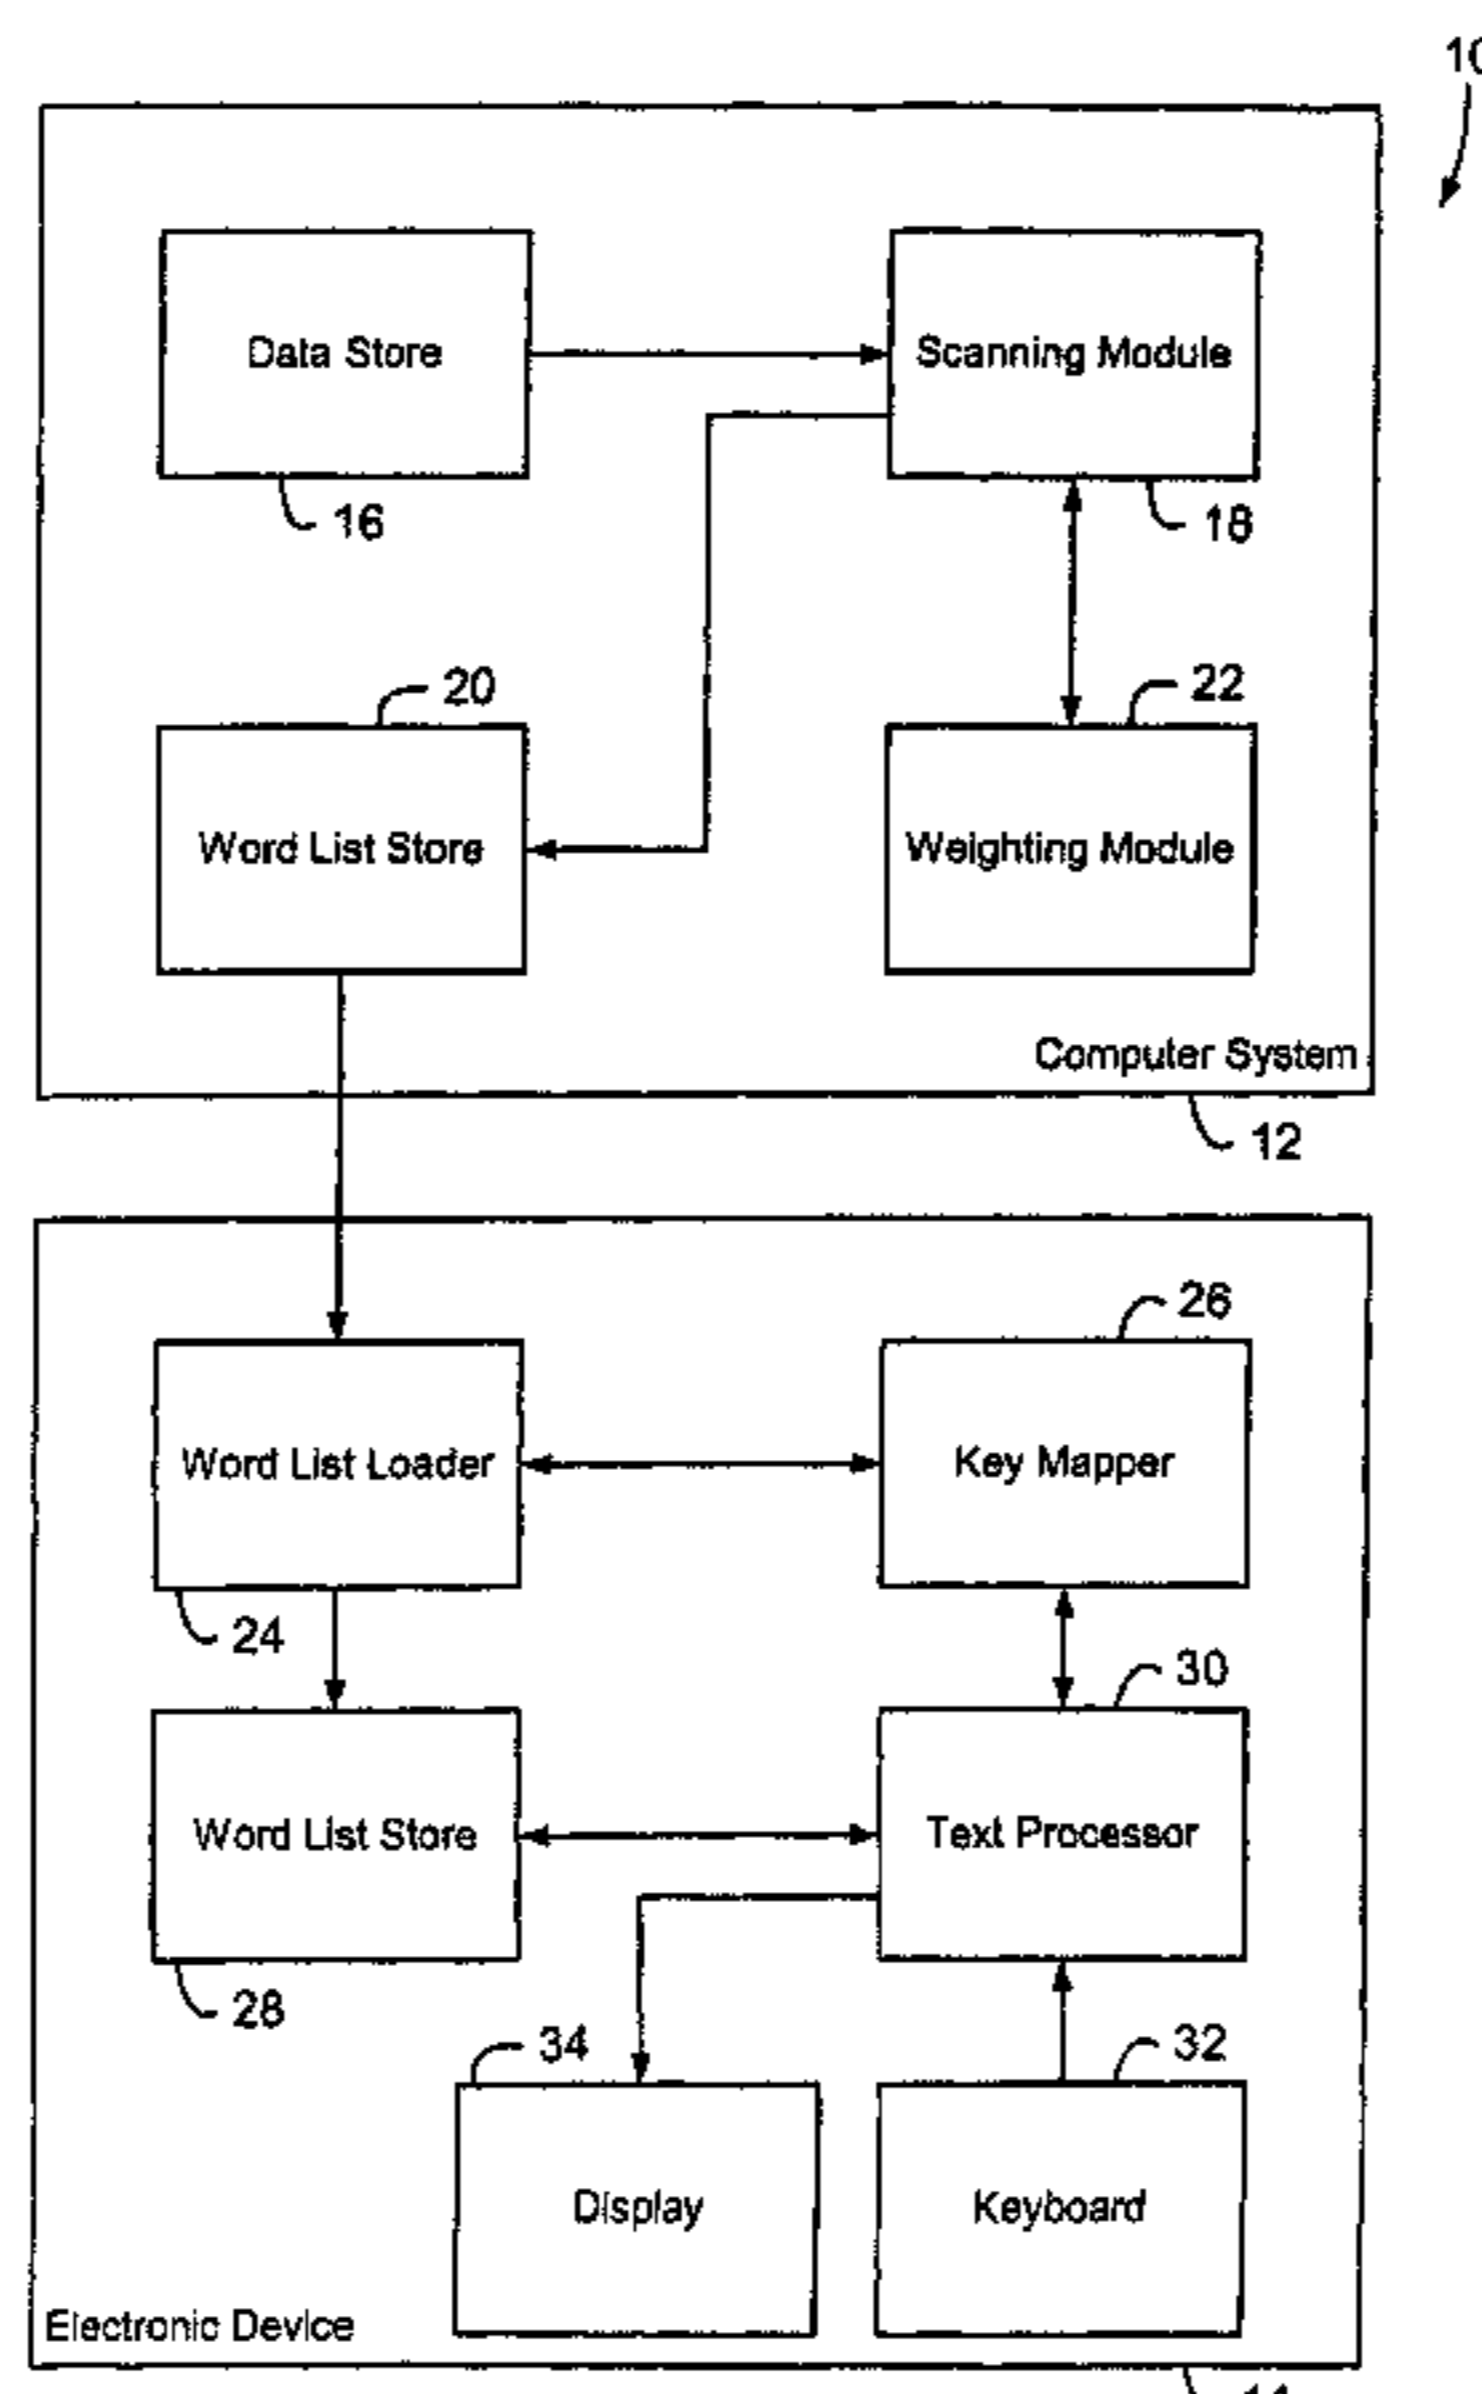 10
Data Store
Scanning Module
16
18
20
22
Word List Store
Weighting Module
Computer System
12
26
Word List Loader
Key Mapper
24
30
Word List Store
Text Processor
28
34
32
Display
Keyboard
Electronic Device